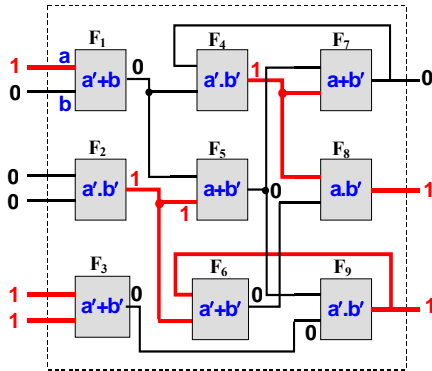 F1 F4 F7
1 a a'+b 0 a'.b' 1 a+b' 0
0 b
F2 F5 F8
0 a'.b' 1 a+b' 0 a.b' 1
0 1
F3 F6 F9
1 a'+b' 0 a'+b' 0 a'.b' 1
1 0